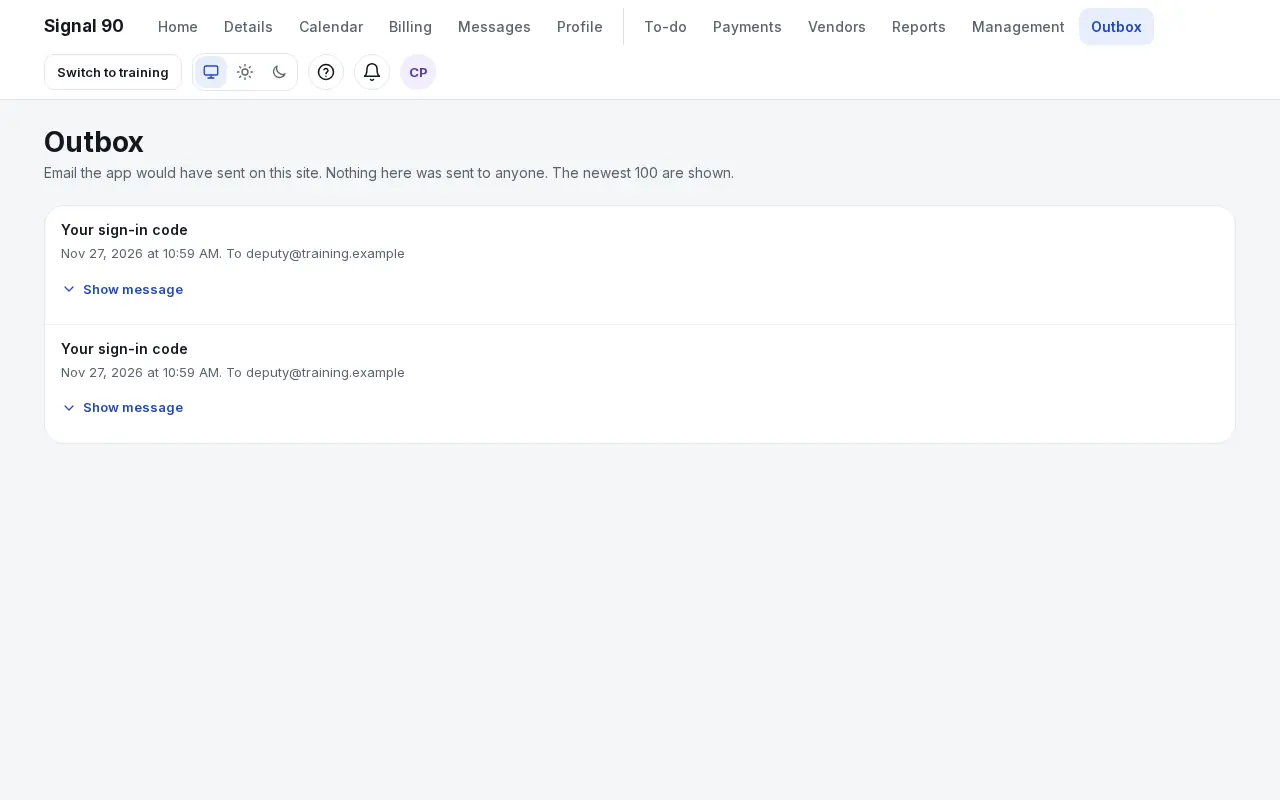 Signal 90
Home
Details
Calendar
Billing
Messages
Profile
To-do
Payments
Vendors
Reports
Management
Outbox
Switch to training
CP
Outbox
Email the app would have sent on this site. Nothing here was sent to anyone. The newest 100 are shown.
Your sign-in code
Nov 27, 2026 at 10:59 AM. To deputy@training.example
Show message
Your sign-in code
Nov 27, 2026 at 10:59 AM. To deputy@training.example
Show message